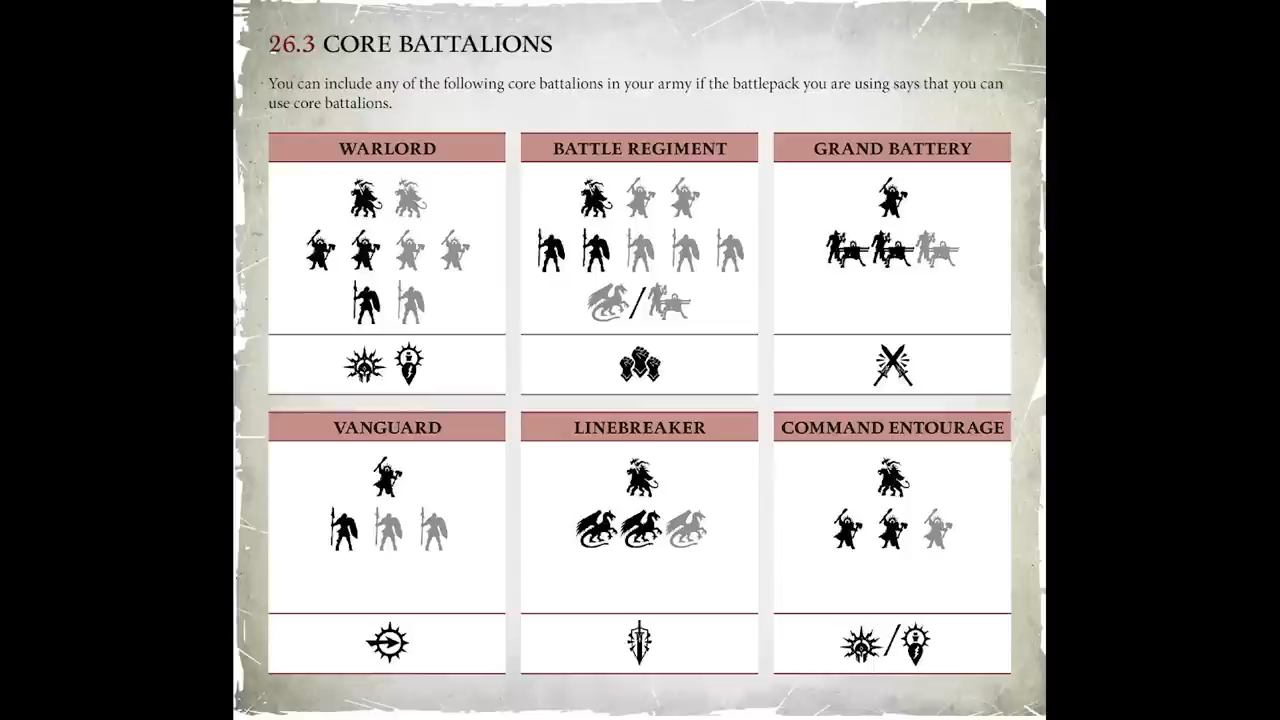 26.3 CORE BATTALIONS
You can include any of the following core battalions in your army if the battlepack you are using says that you can
use core battalions.
WARLORD
BATTLE REGIMENT
GRAND BATTERY
VANGUARD
LINEBREAKER
COMMAND ENTOURAGE